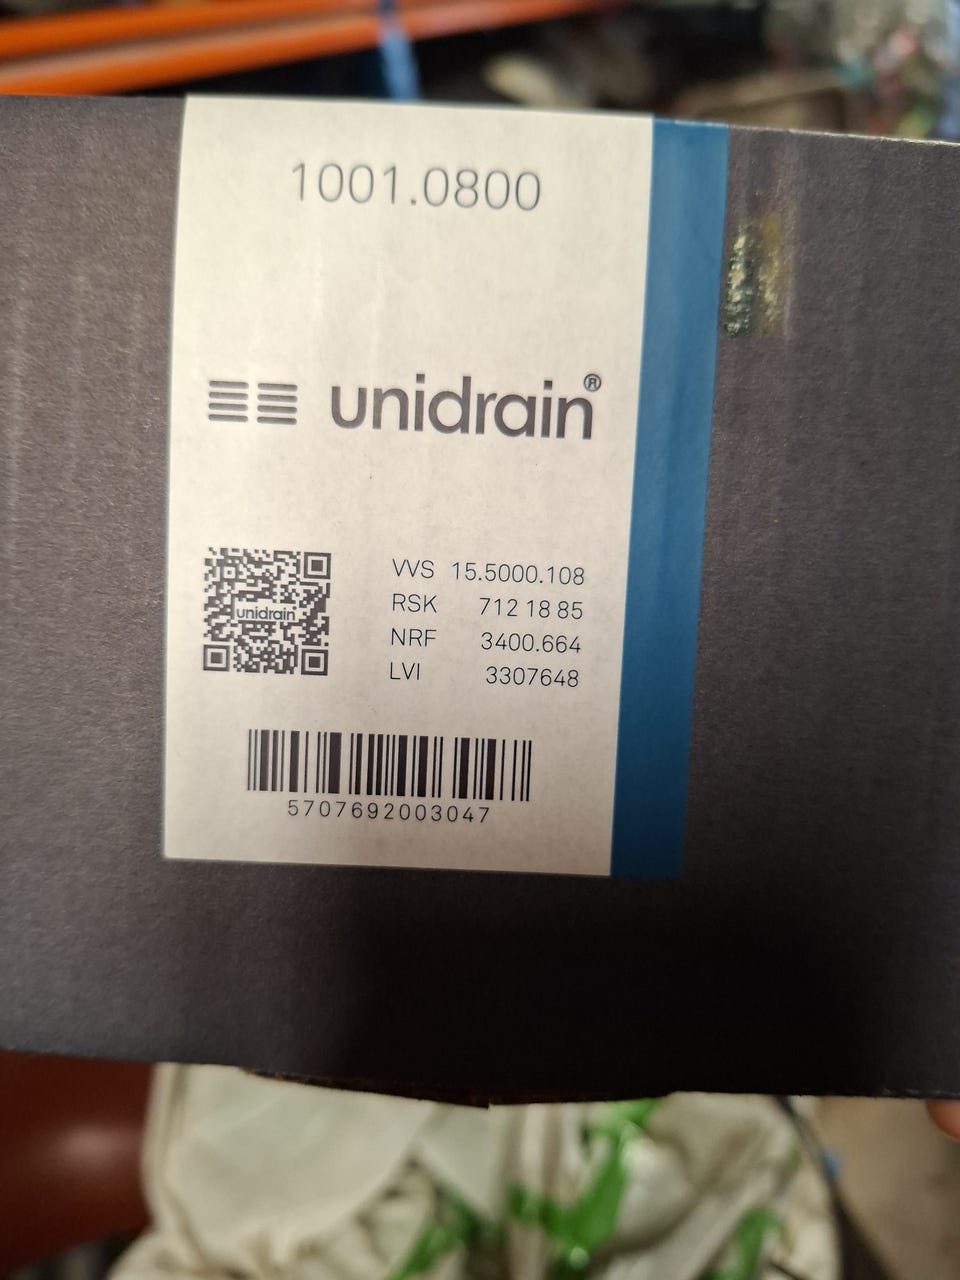 1001.0800
unidrain®
unidrain
VVS 15.5000.108
RSK 712 18 85
NRF 3400.664
LVI 3307648
5707692003047